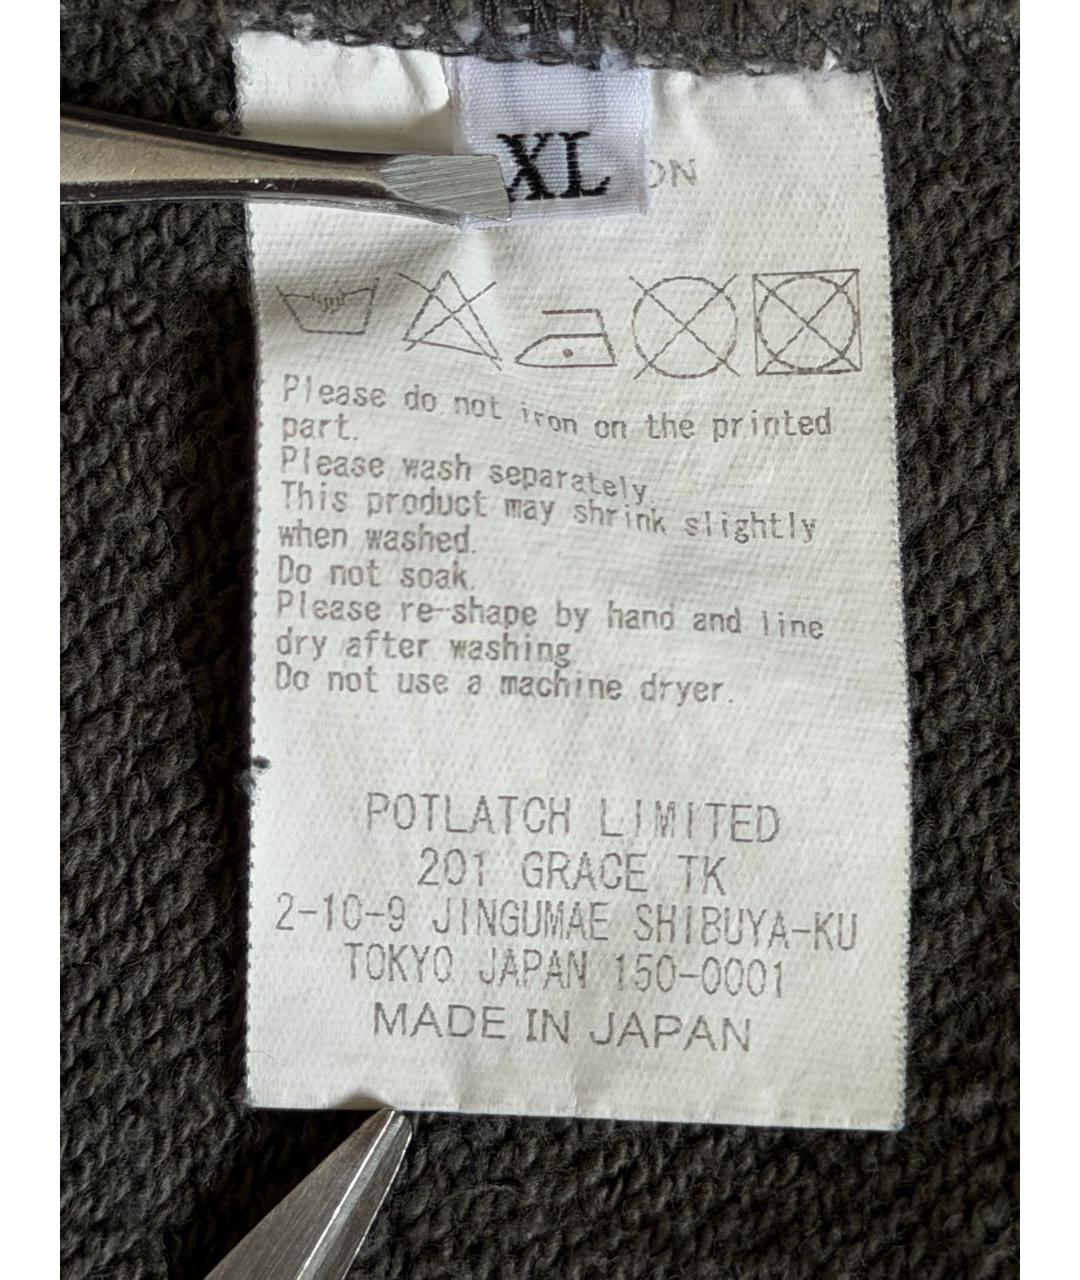 XL
ON
Please do not iron on the printed
part.
Please wash separately.
This product may shrink slightly
when washed.
Do not soak.
Please re-shape by hand and line
dry after washing
Do not use a machine dryer.
POTLATCH LIMITED
201 GRACE TK
2-10-9 JINGUMAE SHIBUYA-KU
TOKYO JAPAN 150-0001
MADE IN JAPAN